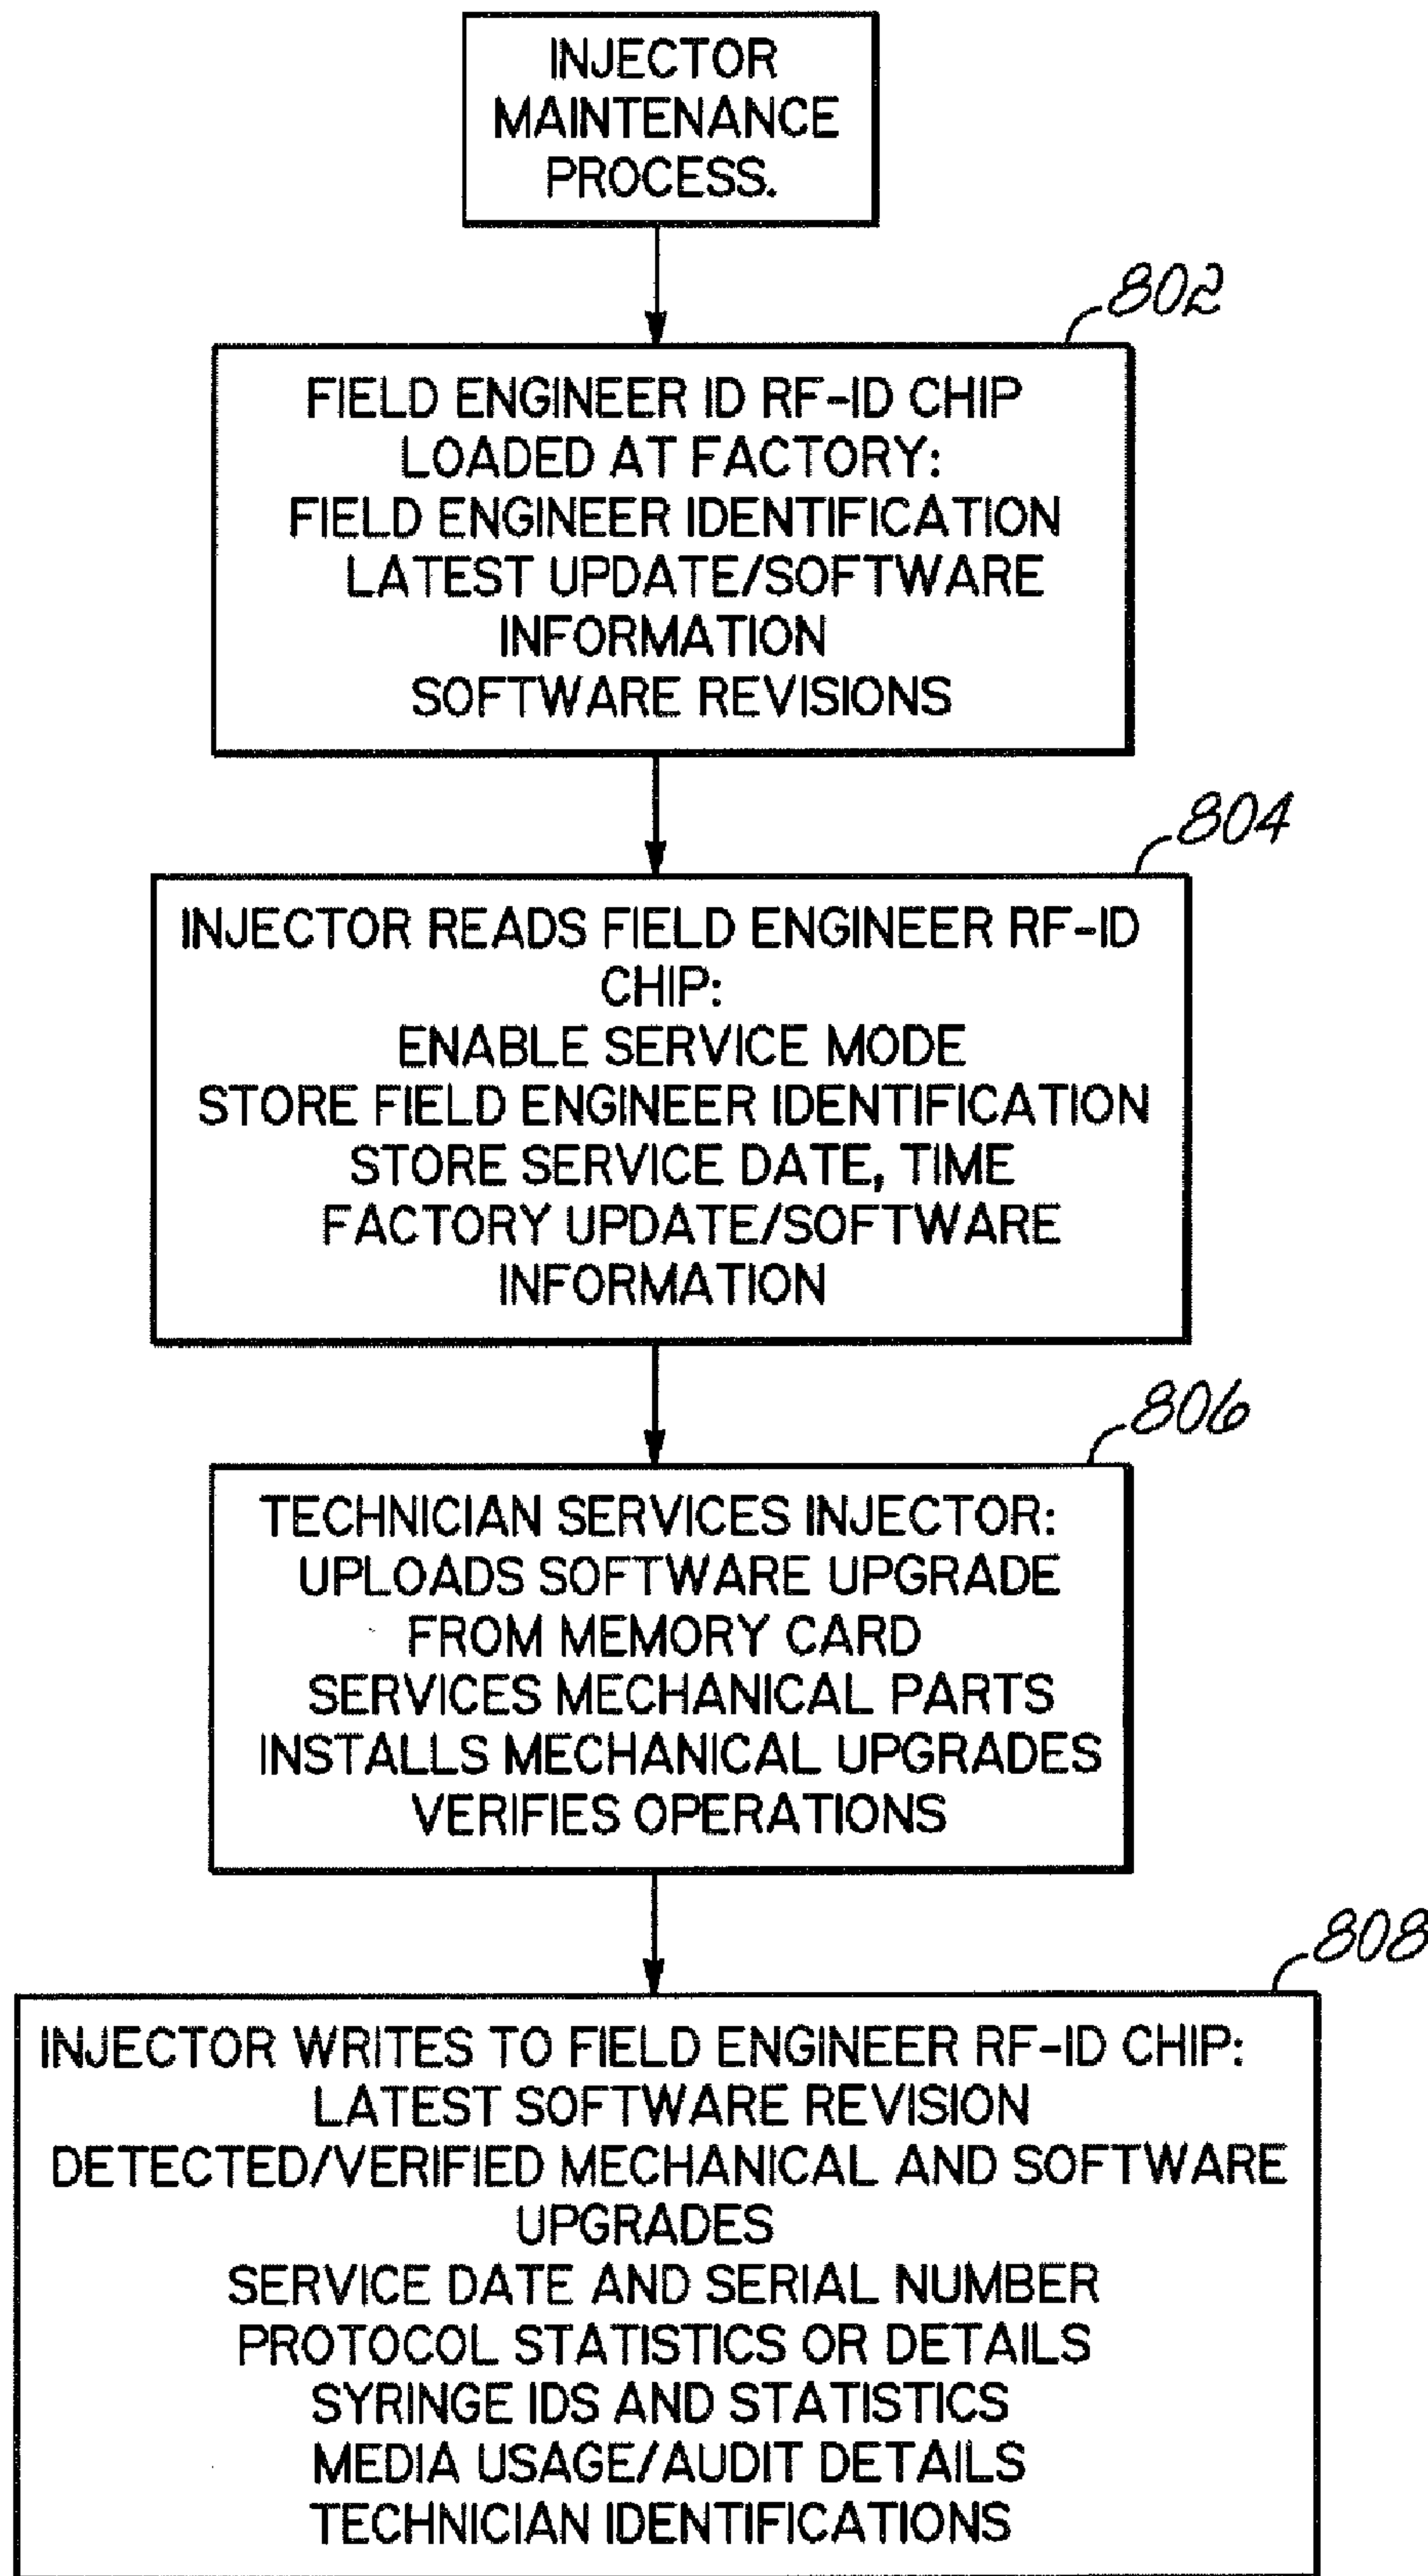 INJECTOR
MAINTENANCE
PROCESS.
802
FIELD ENGINEER ID RF-ID CHIP
LOADED AT FACTORY:
FIELD ENGINEER IDENTIFICATION
LATEST UPDATE/SOFTWARE
INFORMATION
SOFTWARE REVISIONS
804
INJECTOR READS FIELD ENGINEER RF-ID
CHIP:
ENABLE SERVICE MODE
STORE FIELD ENGINEER IDENTIFICATION
STORE SERVICE DATE, TIME
FACTORY UPDATE/SOFTWARE
INFORMATION
806
TECHNICIAN SERVICES INJECTOR:
UPLOADS SOFTWARE UPGRADE
FROM MEMORY CARD
SERVICES MECHANICAL PARTS
INSTALLS MECHANICAL UPGRADES
VERIFIES OPERATIONS
808
INJECTOR WRITES TO FIELD ENGINEER RF-ID CHIP:
LATEST SOFTWARE REVISION
DETECTED/VERIFIED MECHANICAL AND SOFTWARE
UPGRADES
SERVICE DATE AND SERIAL NUMBER
PROTOCOL STATISTICS OR DETAILS
SYRINGE IDS AND STATISTICS
MEDIA USAGE/AUDIT DETAILS
TECHNICIAN IDENTIFICATIONS